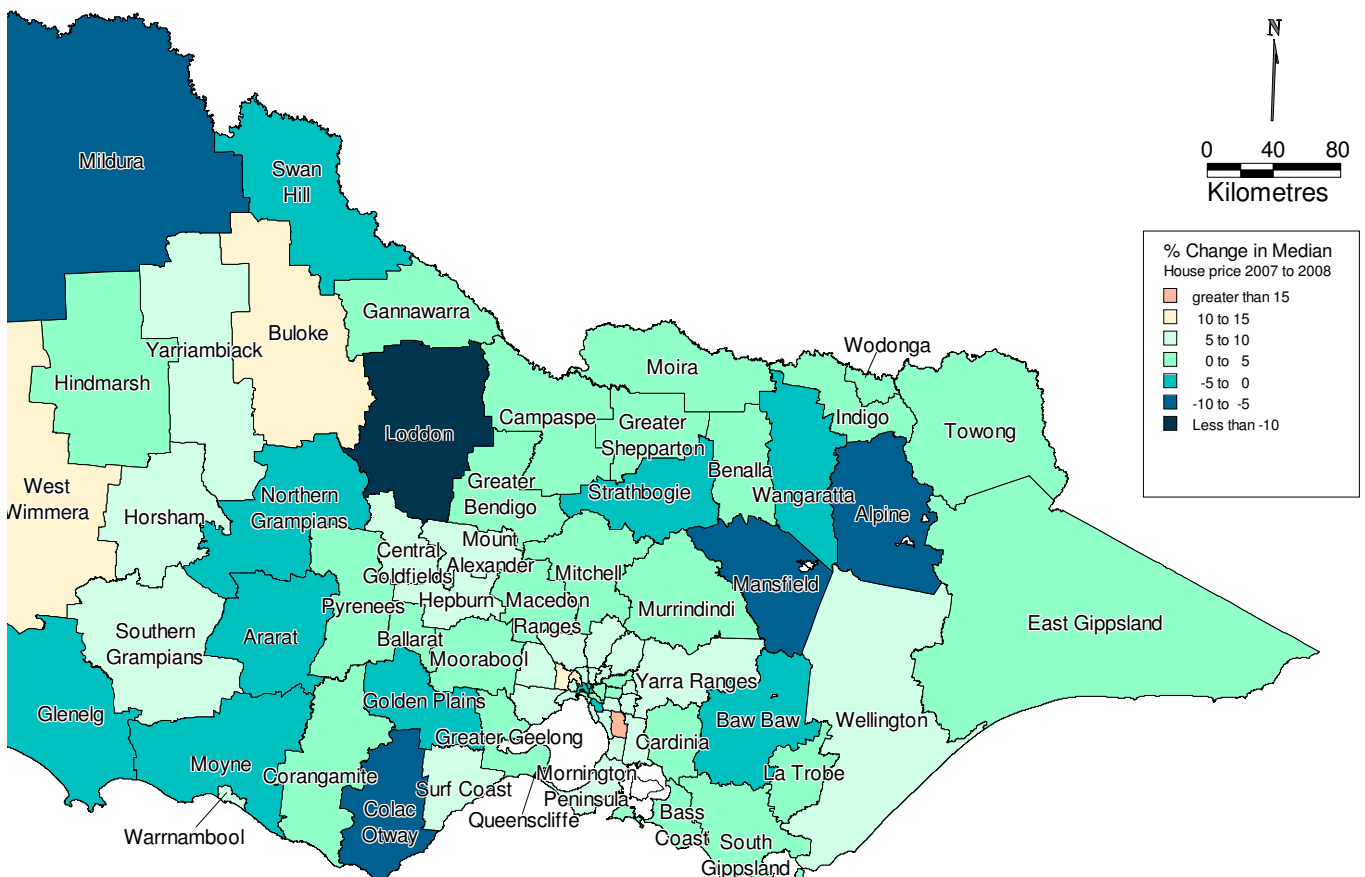 N
0 40 80
Kilometres
% Change in Median
House price 2007 to 2008
greater than 15
10 to 15
5 to 10
0 to 5
-5 to 0
-10 to -5
Less than -10
Mildura
Swan
Hill
Gannawarra
Buloke
Yarriambiack
Hindmarsh
Wodonga
Moira
Campaspe
Greater
Shepparton
Indigo
Towong
Loddon
Benalla
West
Wimmera
Horsham
Northern
Grampians
Greater
Bendigo
Strathbogie
Wangaratta
Alpine
Central
Goldfields
Mount
Alexander
Mitchell
Mansfield
Pyrenees
Hepburn
Macedon
Ranges
Murrindindi
East Gippsland
Southern
Grampians
Ararat
Ballarat
Moorabool
Yarra Ranges
Glenelg
Golden Plains
Baw Baw
Wellington
Greater Geelong
Cardinia
Moyne
Corangamite
Surf Coast
Mornington
Peninsula
La Trobe
Warrnambool
Colac
Otway
Queenscliffe
Bass
Coast
South
Gippsland